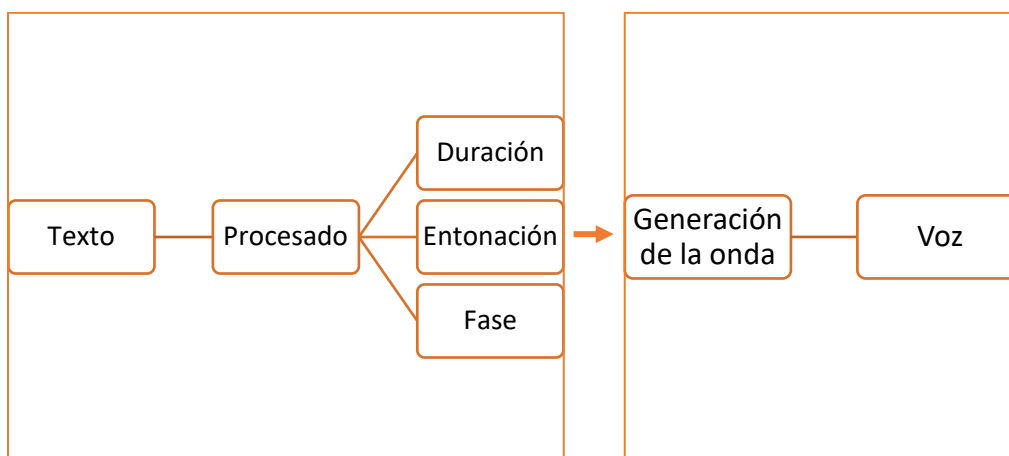 Texto
Procesado
Duración
Entonación
Fase
Generación
de la onda
Voz